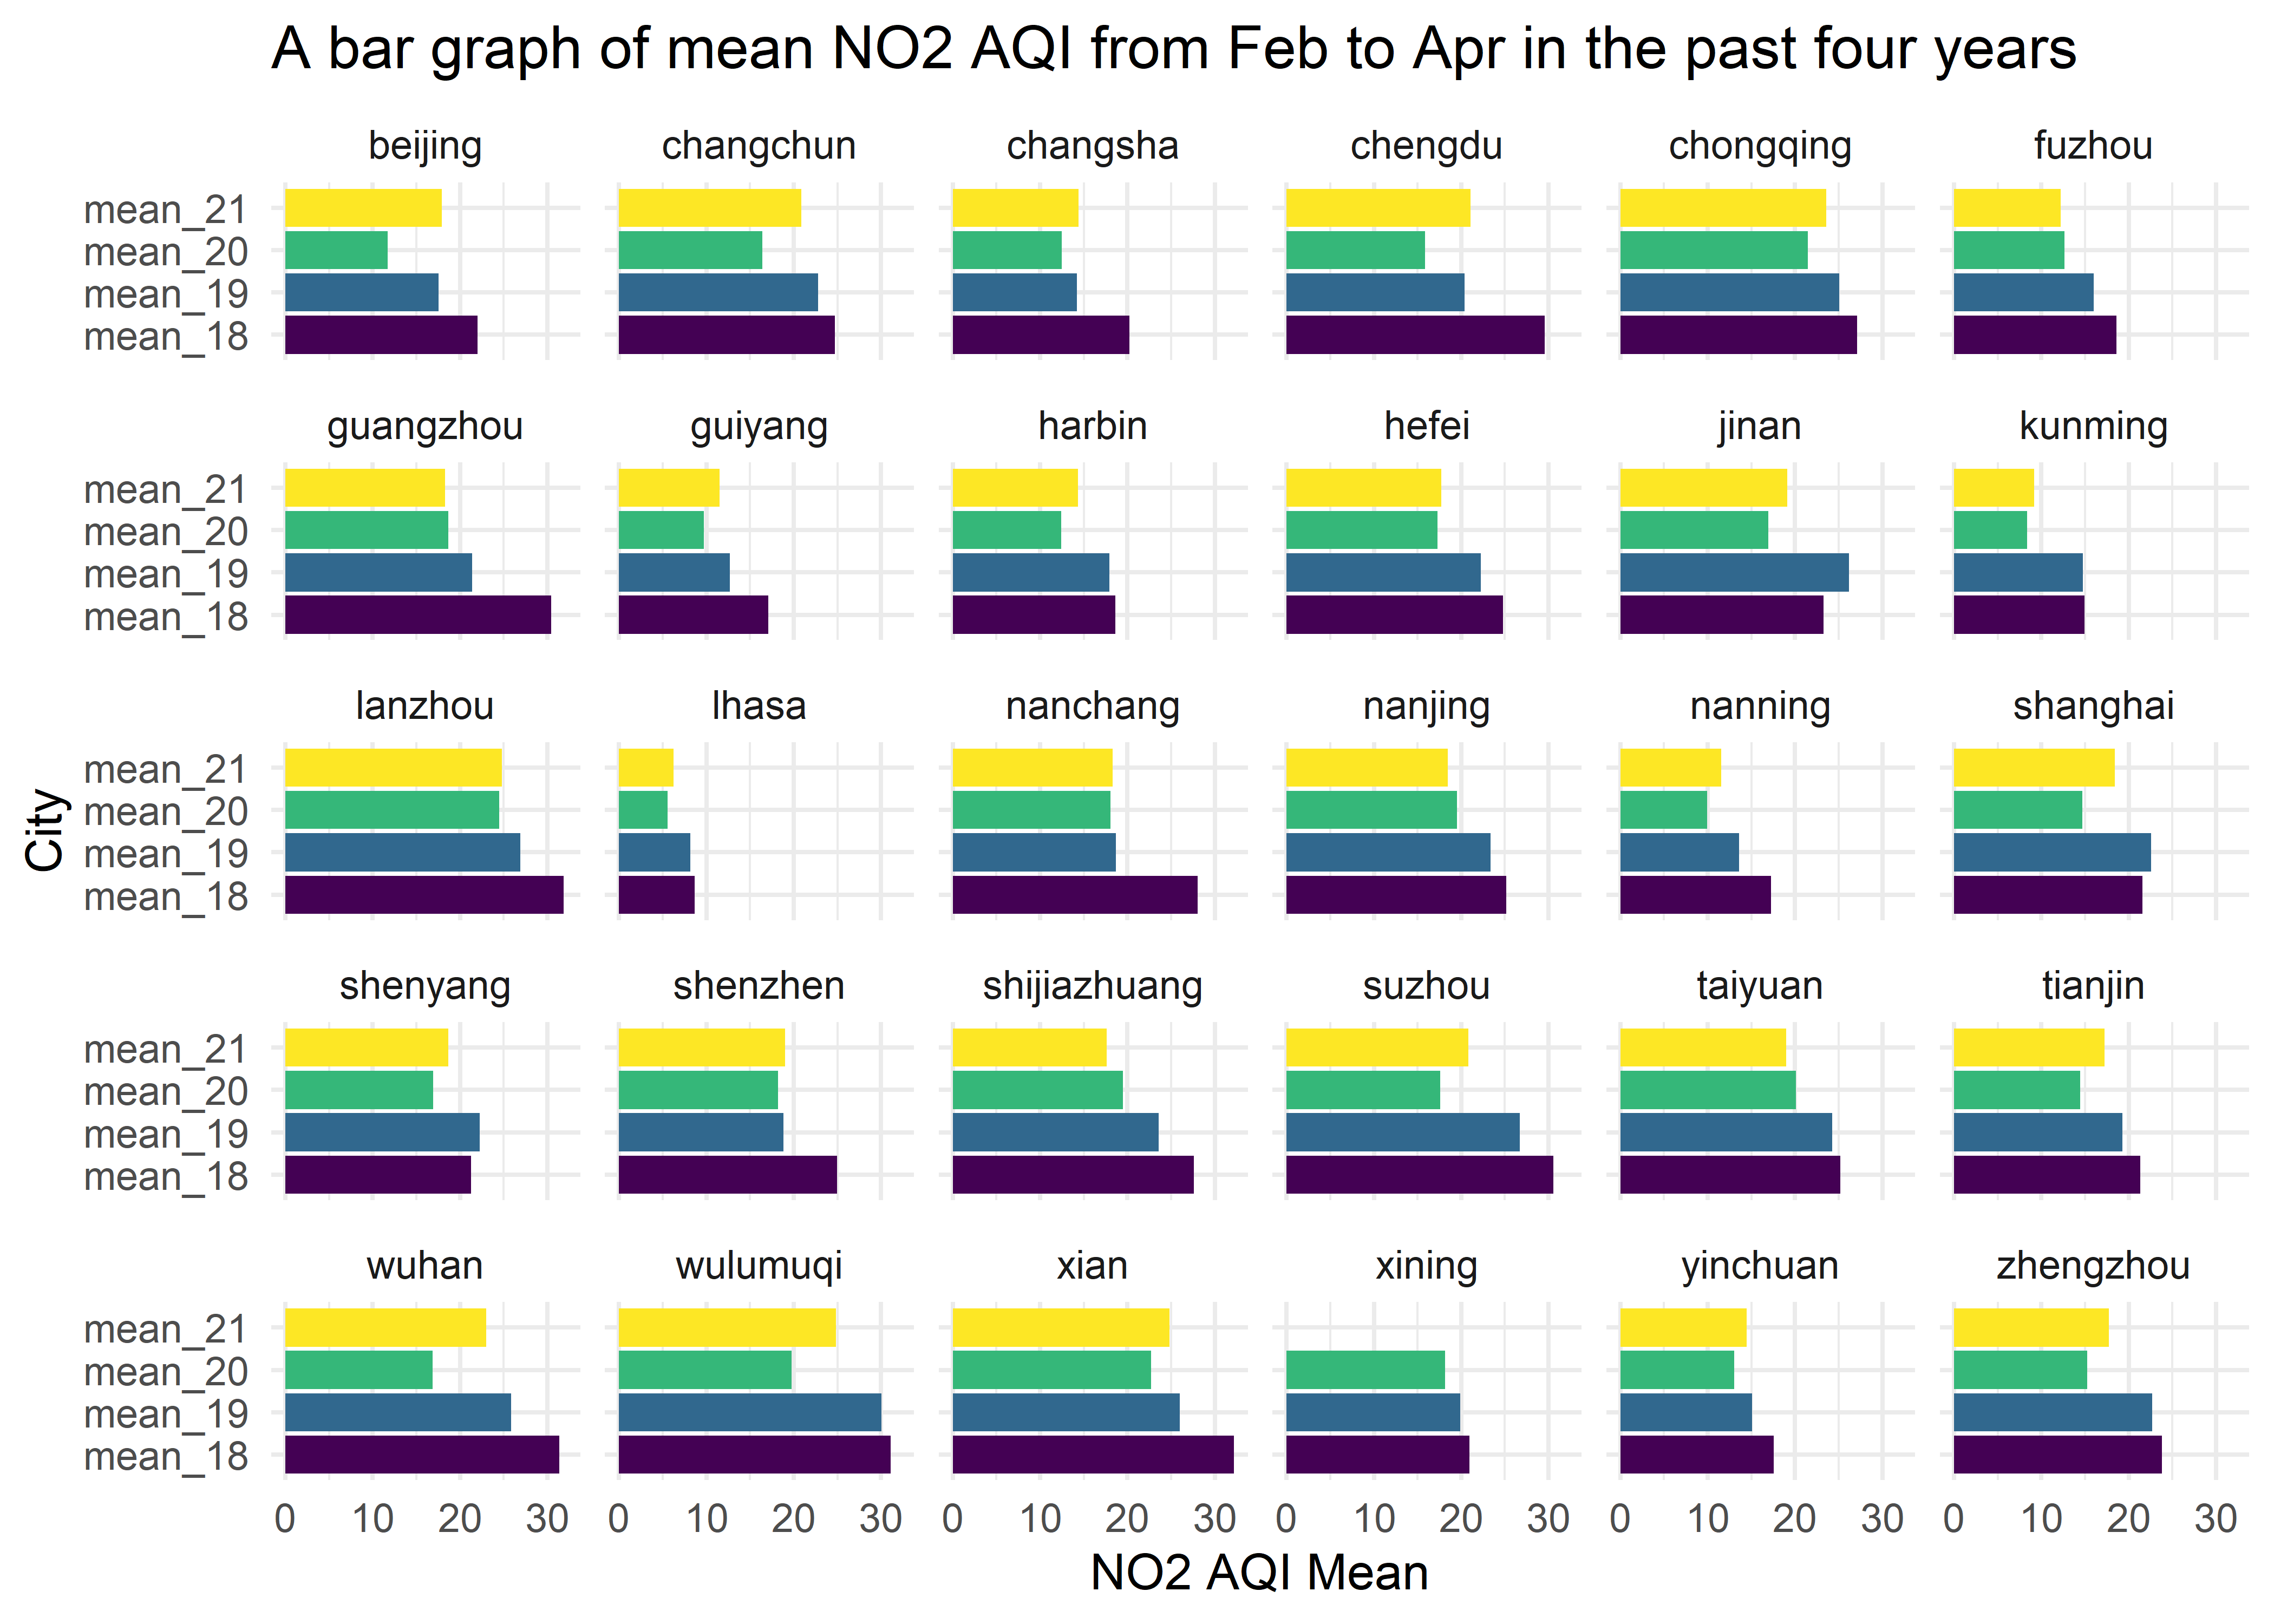 A bar graph of mean NO2 AQI from Feb to Apr in the past four years
beijing changchun changsha chengdu chongqing fuzhou
mean_21
mean_20
mean_19
mean_18
guangzhou guiyang harbin hefei jinan kunming
mean_21
mean_20
mean_19
mean_18
lanzhou lhasa nanchang nanjing nanning shanghai
mean_21
mean_20
mean_19
mean_18
City
shenyang shenzhen shijiazhuang suzhou taiyuan tianjin
mean_21
mean_20
mean_19
mean_18
wuhan wulumuqi xian xining yinchuan zhengzhou
mean_21
mean_20
mean_19
mean_18
0 10 20 30 0 10 20 30 0 10 20 30 0 10 20 30 0 10 20 30 0 10 20 30
NO2 AQI Mean